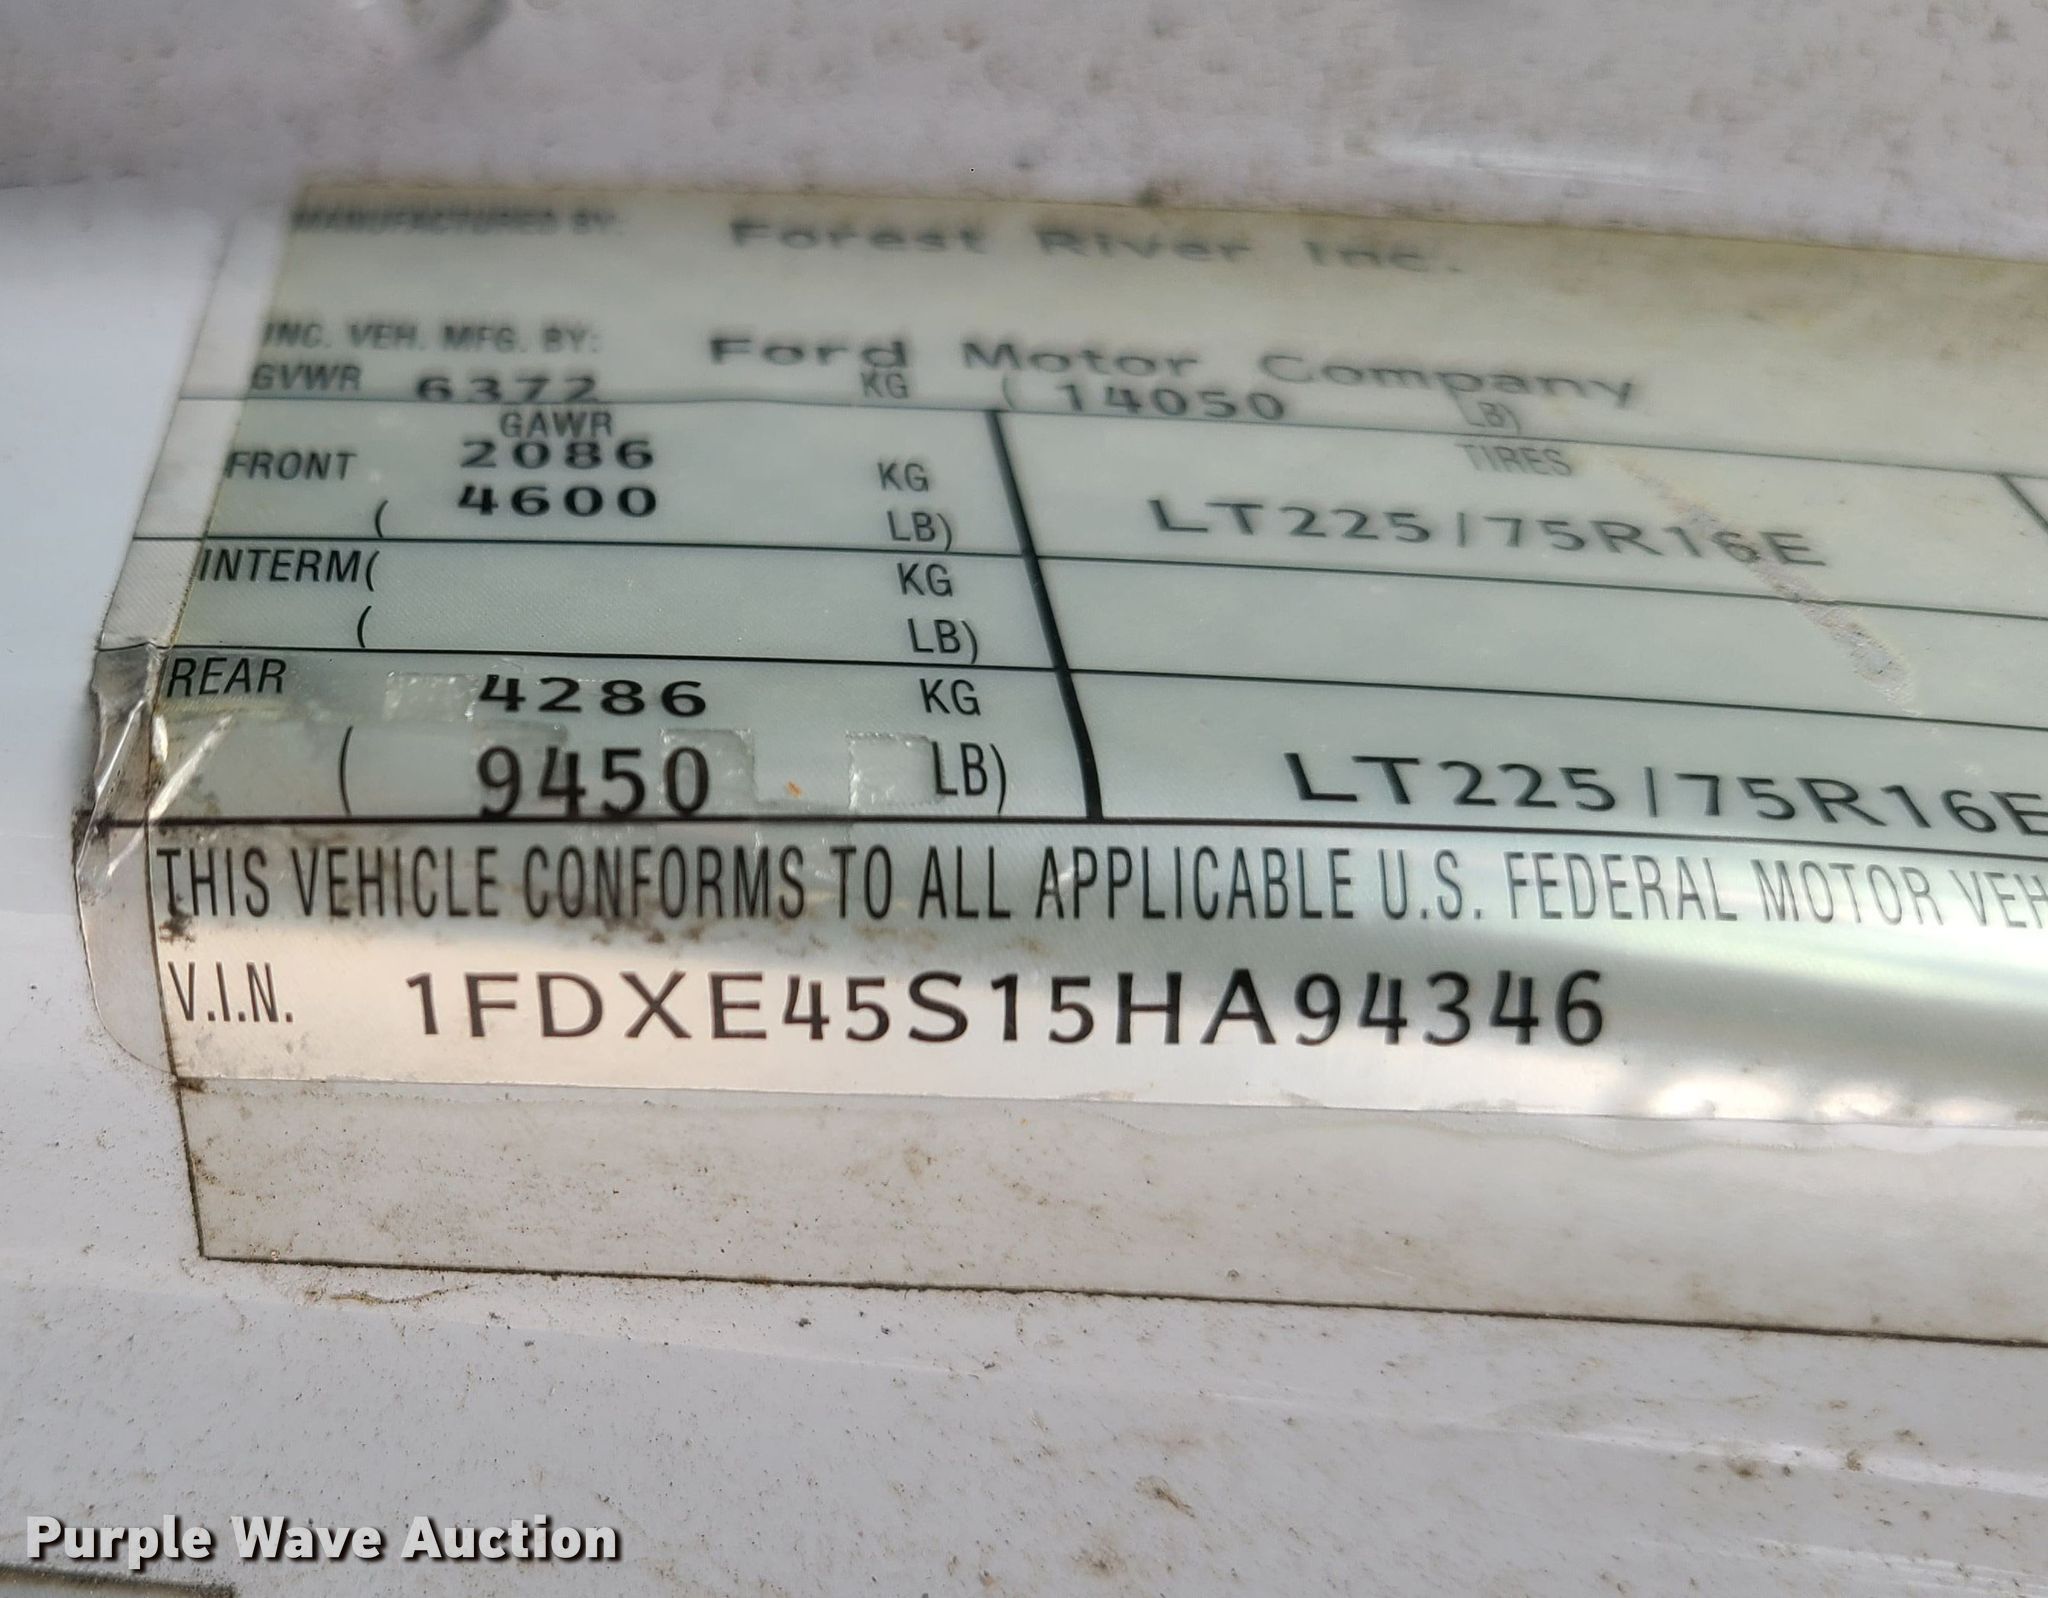 MANUFACTURED BY: Forest River Inc.
INC. VEH. MFG. BY: Ford Motor Company
GVWR 6372 KG ( 14050 LB)
GAWR TIRES
FRONT 2086 KG
( 4600 LB) LT225/75R16E
INTERM( KG
( LB)
REAR 4286 KG
( 9450 LB) LT225/75R16E
THIS VEHICLE CONFORMS TO ALL APPLICABLE U.S. FEDERAL MOTOR VEH
V.I.N. 1FDXE45S15HA94346
Purple Wave Auction